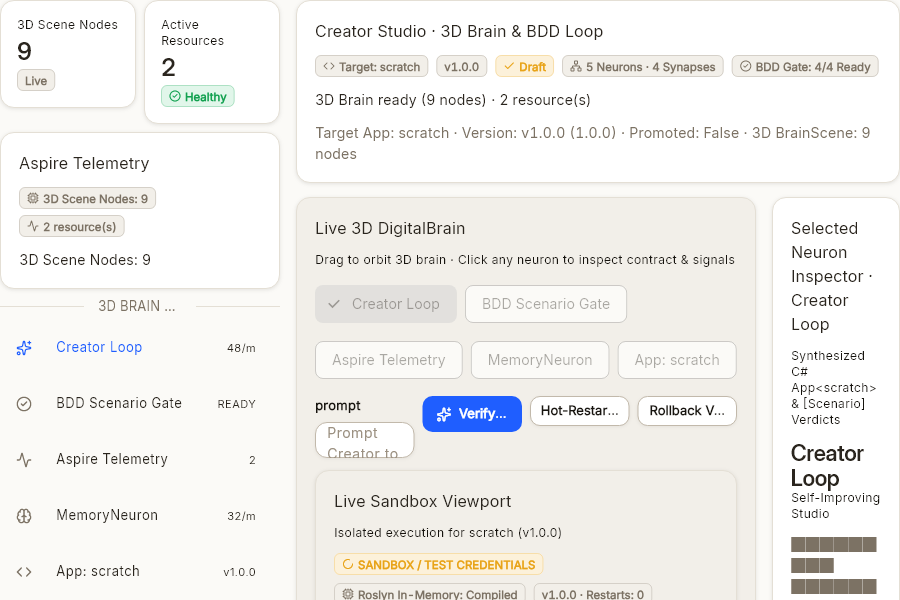 3D Scene Nodes
9
Live
Active
Resources
2
Healthy
Aspire Telemetry
3D Scene Nodes: 9
2 resource(s)
3D Scene Nodes: 9
3D BRAIN ...
Creator Loop 48/m
BDD Scenario Gate READY
Aspire Telemetry 2
MemoryNeuron 32/m
App: scratch v1.0.0
Creator Studio · 3D Brain & BDD Loop
Target: scratch v1.0.0 Draft 5 Neurons · 4 Synapses BDD Gate: 4/4 Ready
3D Brain ready (9 nodes) · 2 resource(s)
Target App: scratch · Version: v1.0.0 (1.0.0) · Promoted: False · 3D BrainScene: 9
nodes
Live 3D DigitalBrain
Drag to orbit 3D brain · Click any neuron to inspect contract & signals
Creator Loop BDD Scenario Gate
Aspire Telemetry MemoryNeuron App: scratch
prompt
Prompt
Creator to
Verify... Hot-Restar... Rollback V...
Live Sandbox Viewport
Isolated execution for scratch (v1.0.0)
SANDBOX / TEST CREDENTIALS
Roslyn In-Memory: Compiled v1.0.0 · Restarts: 0
Selected
Neuron
Inspector ·
Creator
Loop
Synthesized
C#
App<scratch>
& [Scenario]
Verdicts
Creator
Loop
Self-Improving
Studio